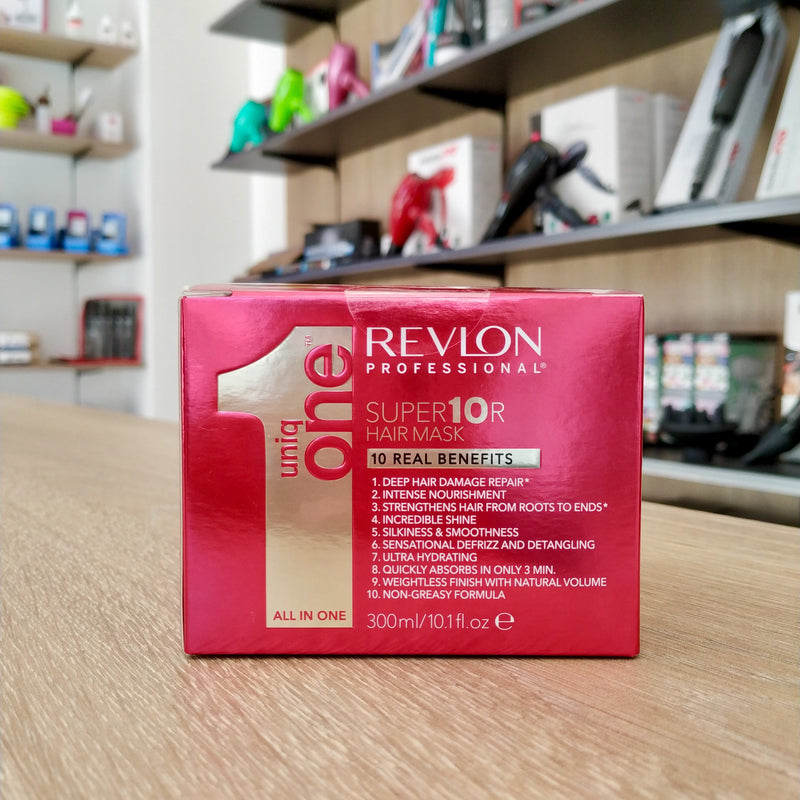 uniq
one™
ALL IN ONE
REVLON
PROFESSIONAL®
SUPER10R
HAIR MASK
10 REAL BENEFITS
1. DEEP HAIR DAMAGE REPAIR*
2. INTENSE NOURISHMENT
3. STRENGTHENS HAIR FROM ROOTS TO ENDS*
4. INCREDIBLE SHINE
5. SILKINESS & SMOOTHNESS
6. SENSATIONAL DEFRIZZ AND DETANGLING
7. ULTRA HYDRATING
8. QUICKLY ABSORBS IN ONLY 3 MIN.
9. WEIGHTLESS FINISH WITH NATURAL VOLUME
10. NON-GREASY FORMULA
300ml/10.1fl.oz ℮